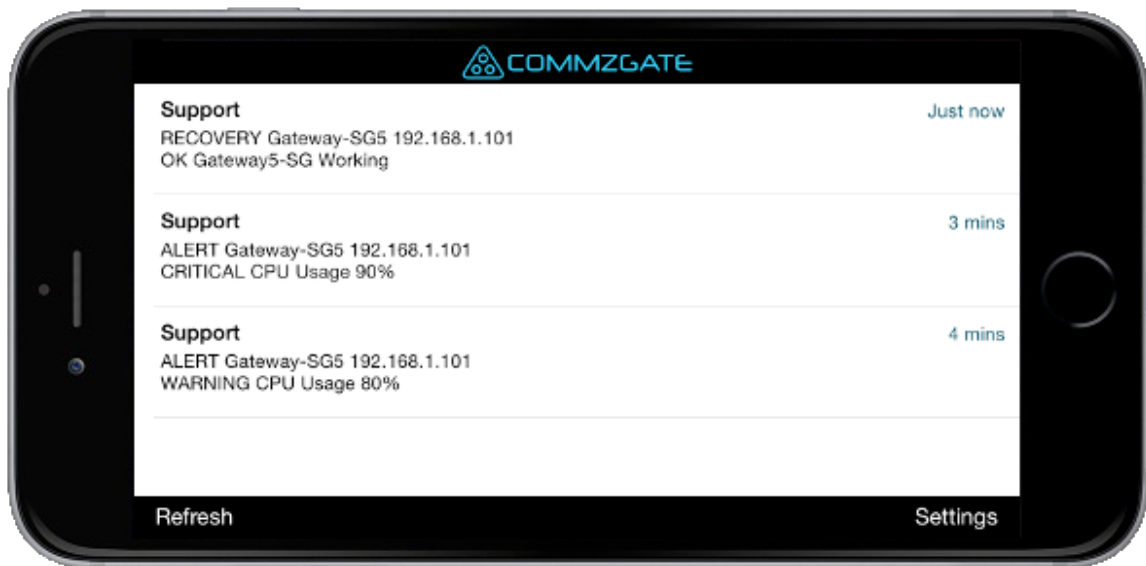 COMMZGATE
Support
Just now
RECOVERY Gateway-SG5 192.168.1.101
OK Gateway5-SG Working
Support
3 mins
ALERT Gateway-SG5 192.168.1.101
CRITICAL CPU Usage 90%
Support
4 mins
ALERT Gateway-SG5 192.168.1.101
WARNING CPU Usage 80%
Refresh
Settings